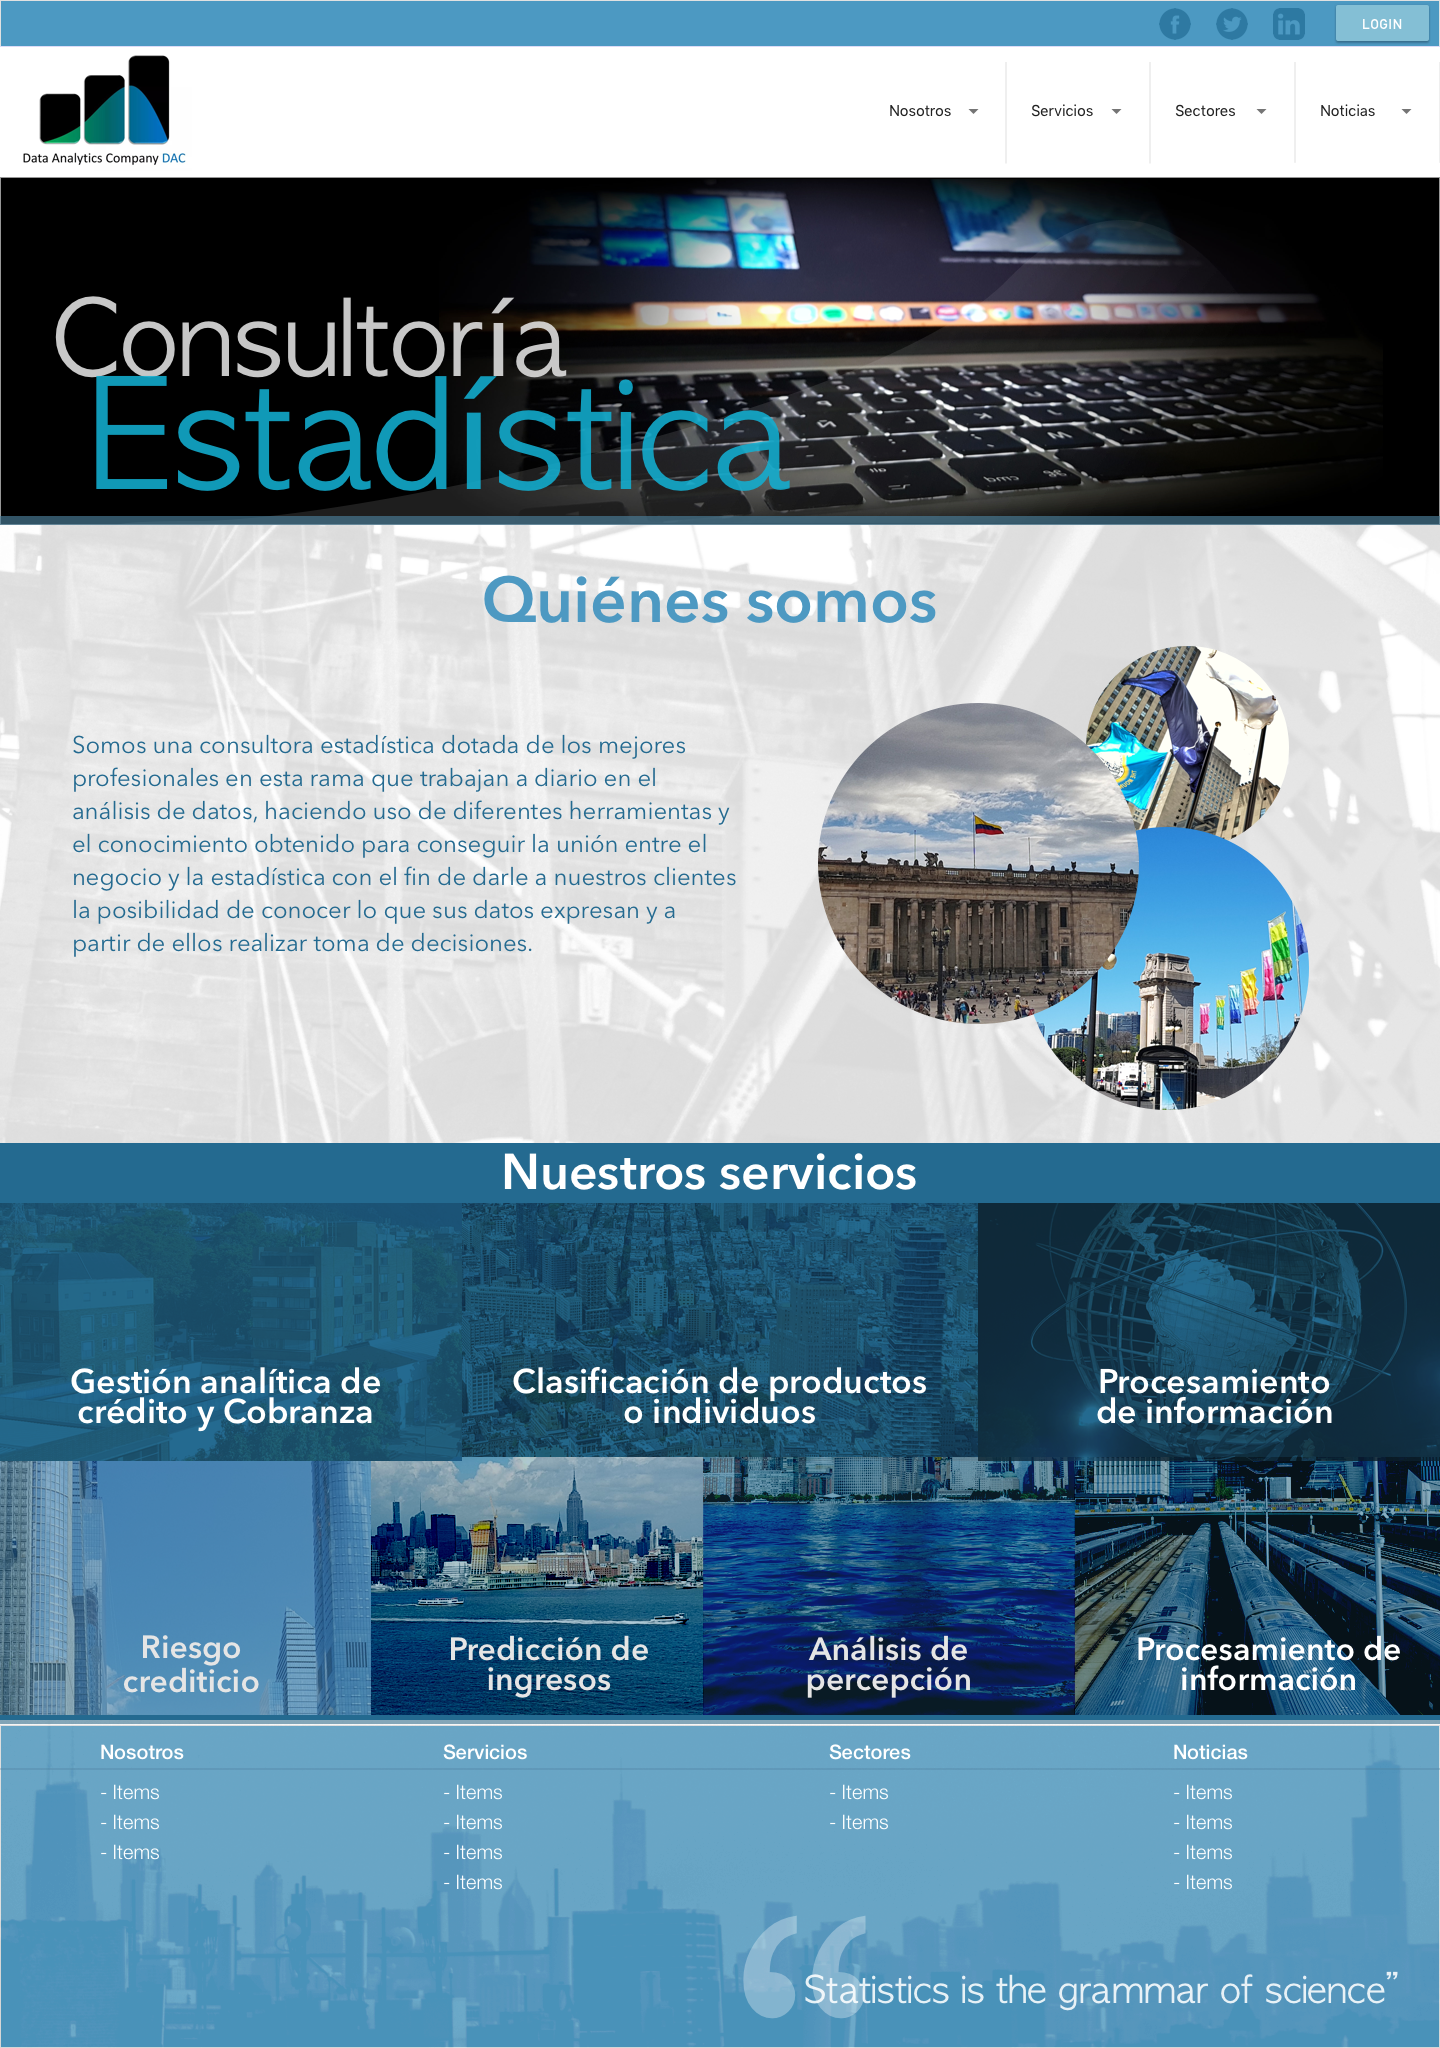 LOGIN
Data Analytics Company DAC
Nosotros
Servicios
Sectores
Noticias
Consultoría
Estadística
Quiénes somos
Somos una consultora estadística dotada de los mejores
profesionales en esta rama que trabajan a diario en el
análisis de datos, haciendo uso de diferentes herramientas y
el conocimiento obtenido para conseguir la unión entre el
negocio y la estadística con el fin de darle a nuestros clientes
la posibilidad de conocer lo que sus datos expresan y a
partir de ellos realizar toma de decisiones.
Nuestros servicios
Gestión analítica de
crédito y Cobranza
Clasificación de productos
o individuos
Procesamiento
de información
Riesgo
crediticio
Predicción de
ingresos
Análisis de
percepción
Procesamiento de
información
Nosotros
- Items
- Items
- Items
Servicios
- Items
- Items
- Items
- Items
Sectores
- Items
- Items
Noticias
- Items
- Items
- Items
- Items
“Statistics is the grammar of science”